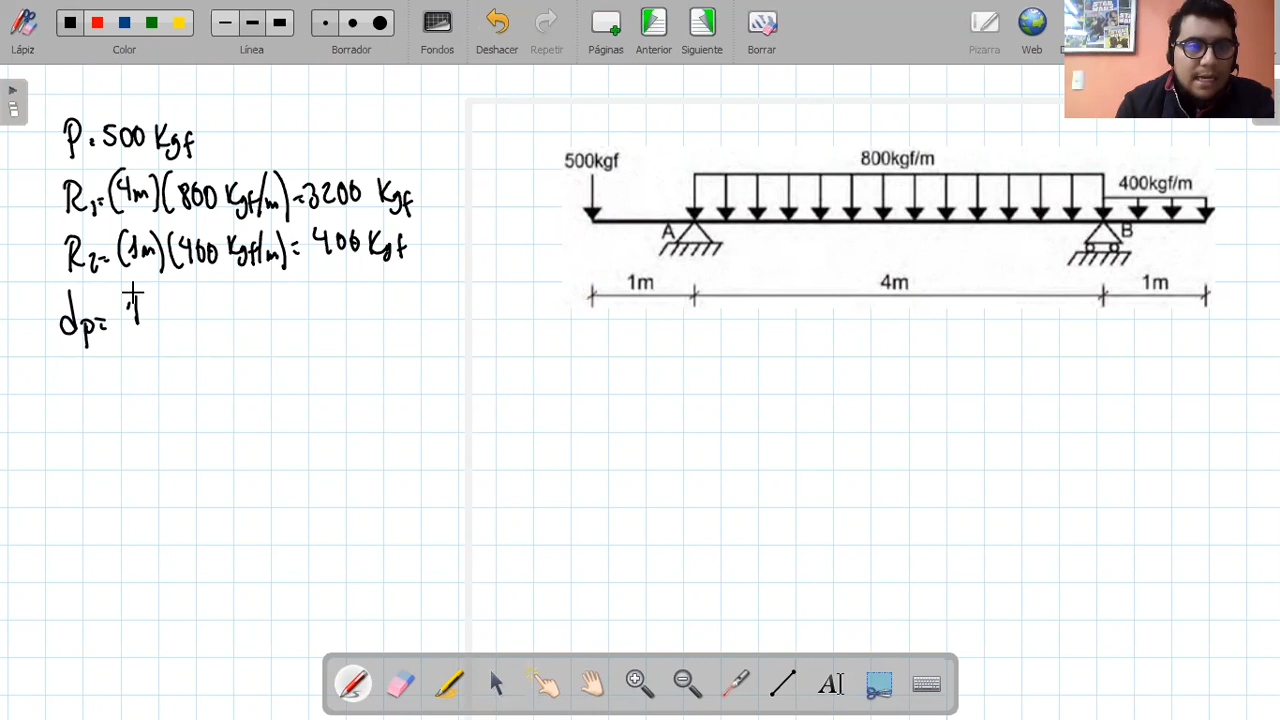 Lápiz Color Línea Borrador Fondos Deshacer Repetir Páginas Anterior Siguiente Borrar Pizarra Web
P = 500 Kgf
R1 = (4m)(800 Kgf/m) = 3200 Kgf
R2 = (1m)(400 Kgf/m) = 400 Kgf
dp = 1
500kgf 800kgf/m 400kgf/m
A B
1m 4m 1m